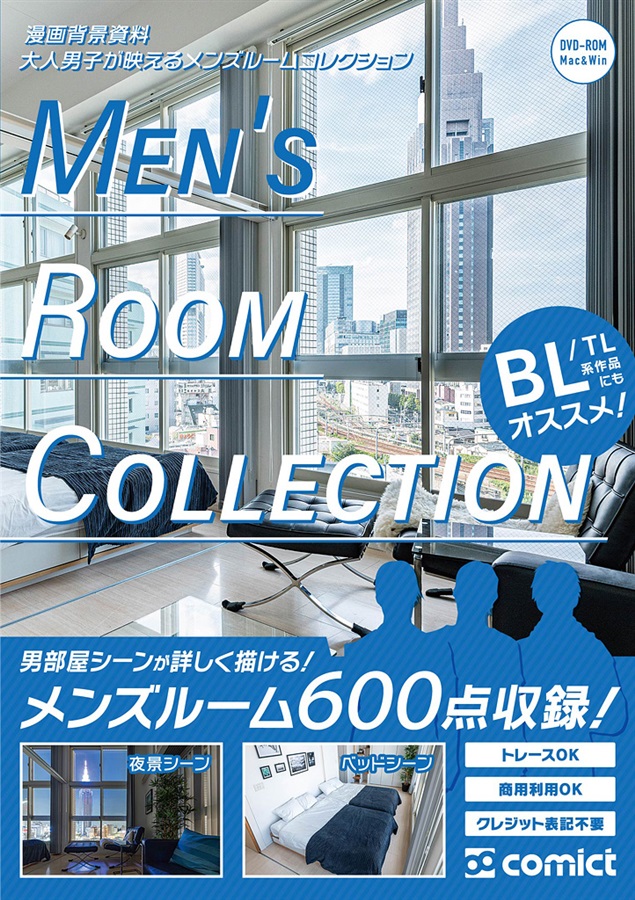 漫画背景資料
大人男子が映えるメンズルームコレクション
DVD-ROM
Mac&Win
MEN'S
ROOM
COLLECTION
BL/TL
系作品
にも
オススメ!
男部屋シーンが詳しく描ける!
メンズルーム600点収録!
夜景シーン
ベッドシーン
トレースOK
商用利用OK
クレジット表記不要
comict